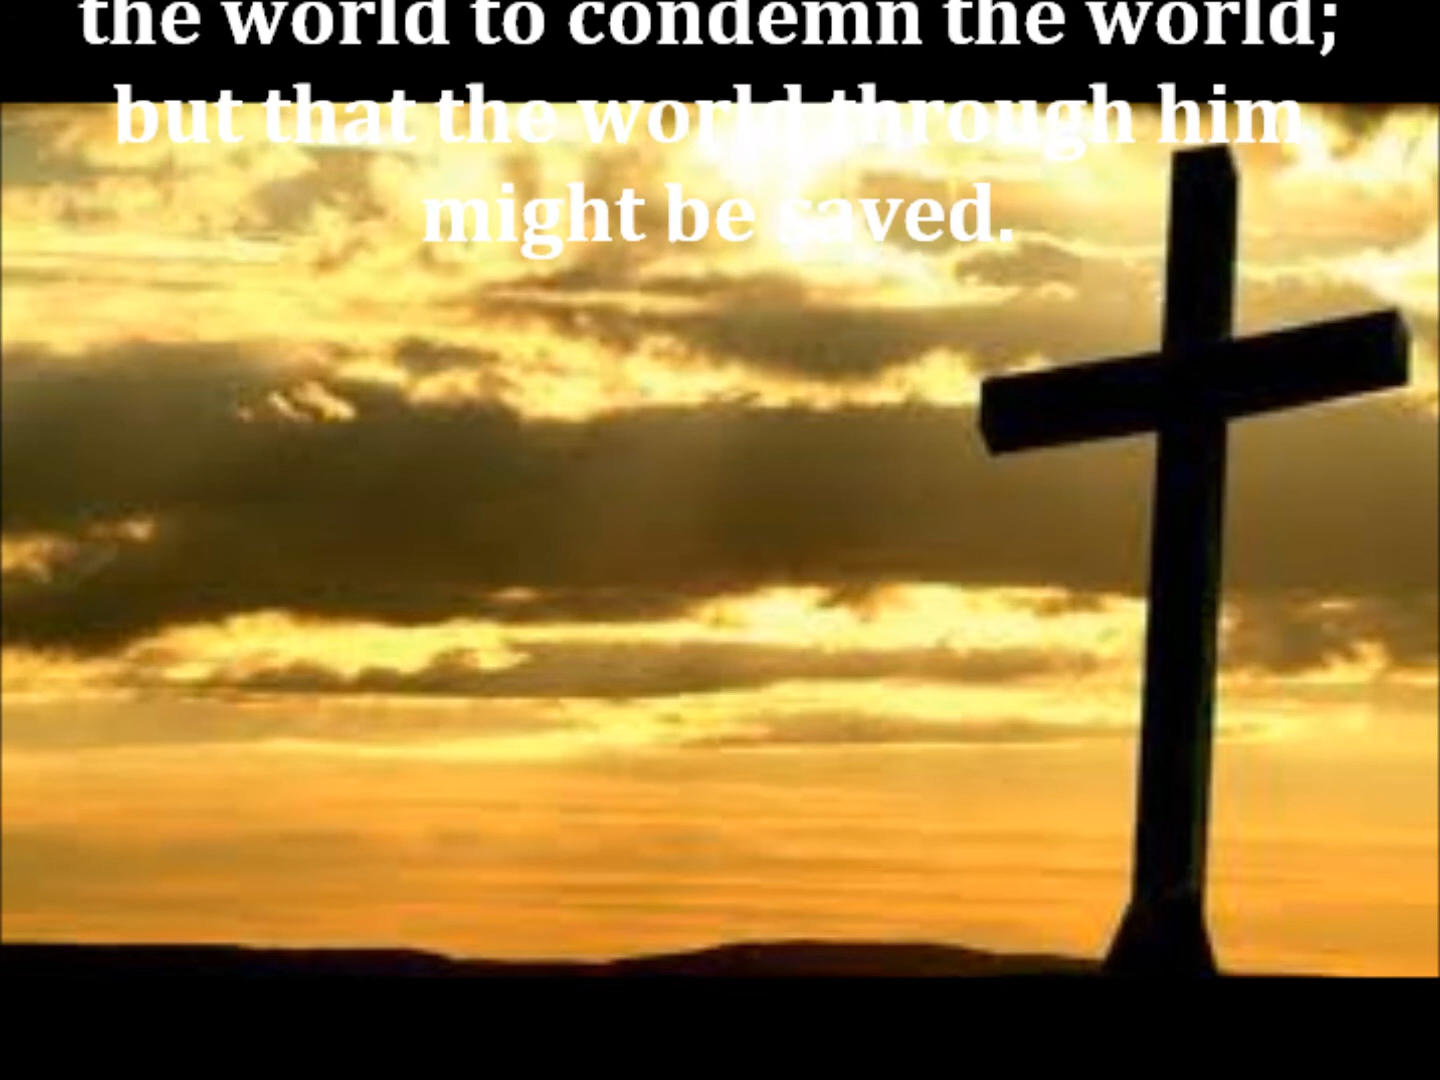 the world to condemn the world;
but that the world through him
might be saved.